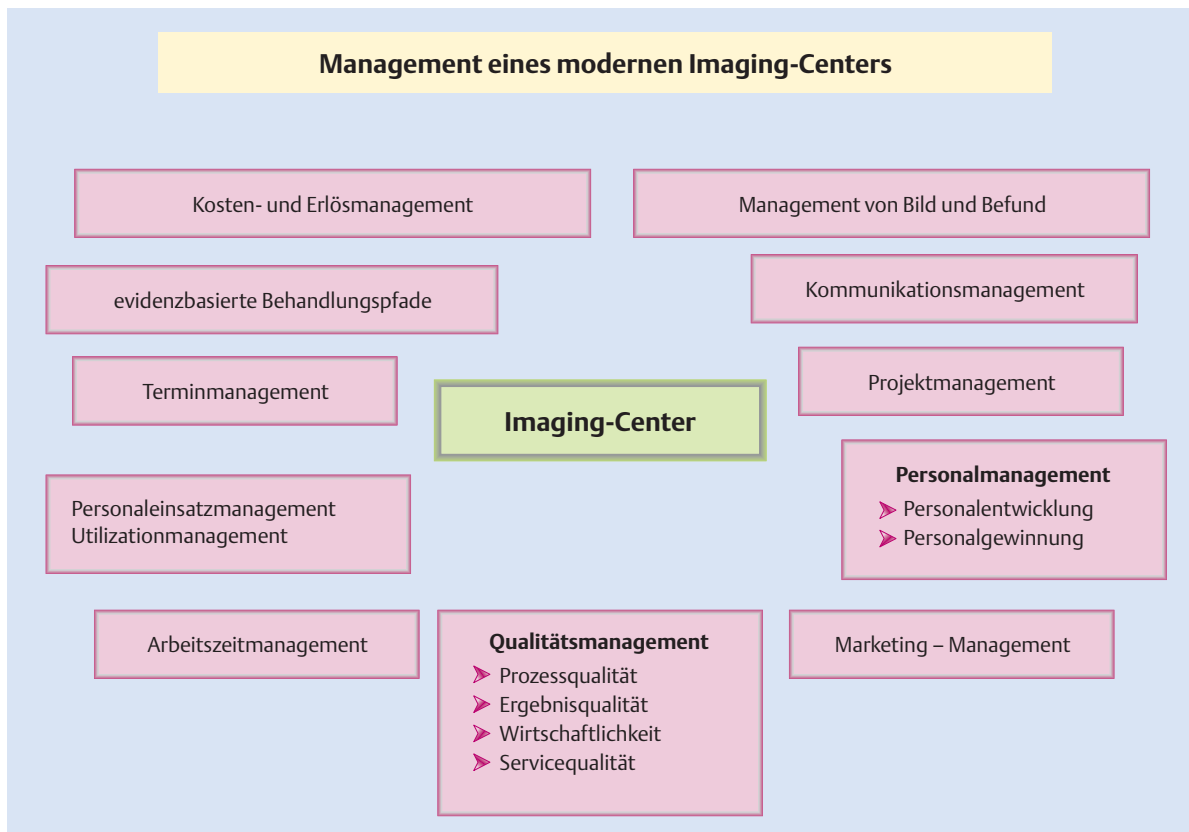 Management eines modernen Imaging-Centers
Kosten- und Erlösmanagement
Management von Bild und Befund
evidenzbasierte Behandlungspfade
Kommunikationsmanagement
Terminmanagement
Projektmanagement
Imaging-Center
Personaleinsatzmanagement
Utilizationmanagement
Personalmanagement
➤ Personalentwicklung
➤ Personalgewinnung
Arbeitszeitmanagement
Qualitätsmanagement
➤ Prozessqualität
➤ Ergebnisqualität
➤ Wirtschaftlichkeit
➤ Servicequalität
Marketing – Management